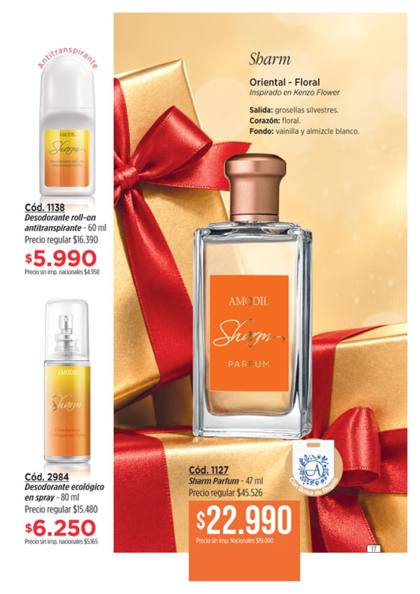 Antitranspirante
AMODIL
Sharm
Cód. 1138
Desodorante roll-on
antitranspirante - 60 ml
Precio regular $16.390
$5.990
Precio sin imp. nacionales $4.950
AMODIL
Sharm
Cód. 2984
Desodorante ecológico
en spray - 80 ml
Precio regular $15.480
$6.250
Precio sin imp. nacionales $5.165
Sharm
Oriental - Floral
Inspirado en Kenzo Flower
Salida: grosellas silvestres.
Corazón: floral.
Fondo: vainilla y almizcle blanco.
AMODIL
Sharm
PARFUM
Cód. 1127
Sharm Parfum - 47 ml
Precio regular $45.526
$22.990
Precio sin imp. Nacionales $19.000
A
17